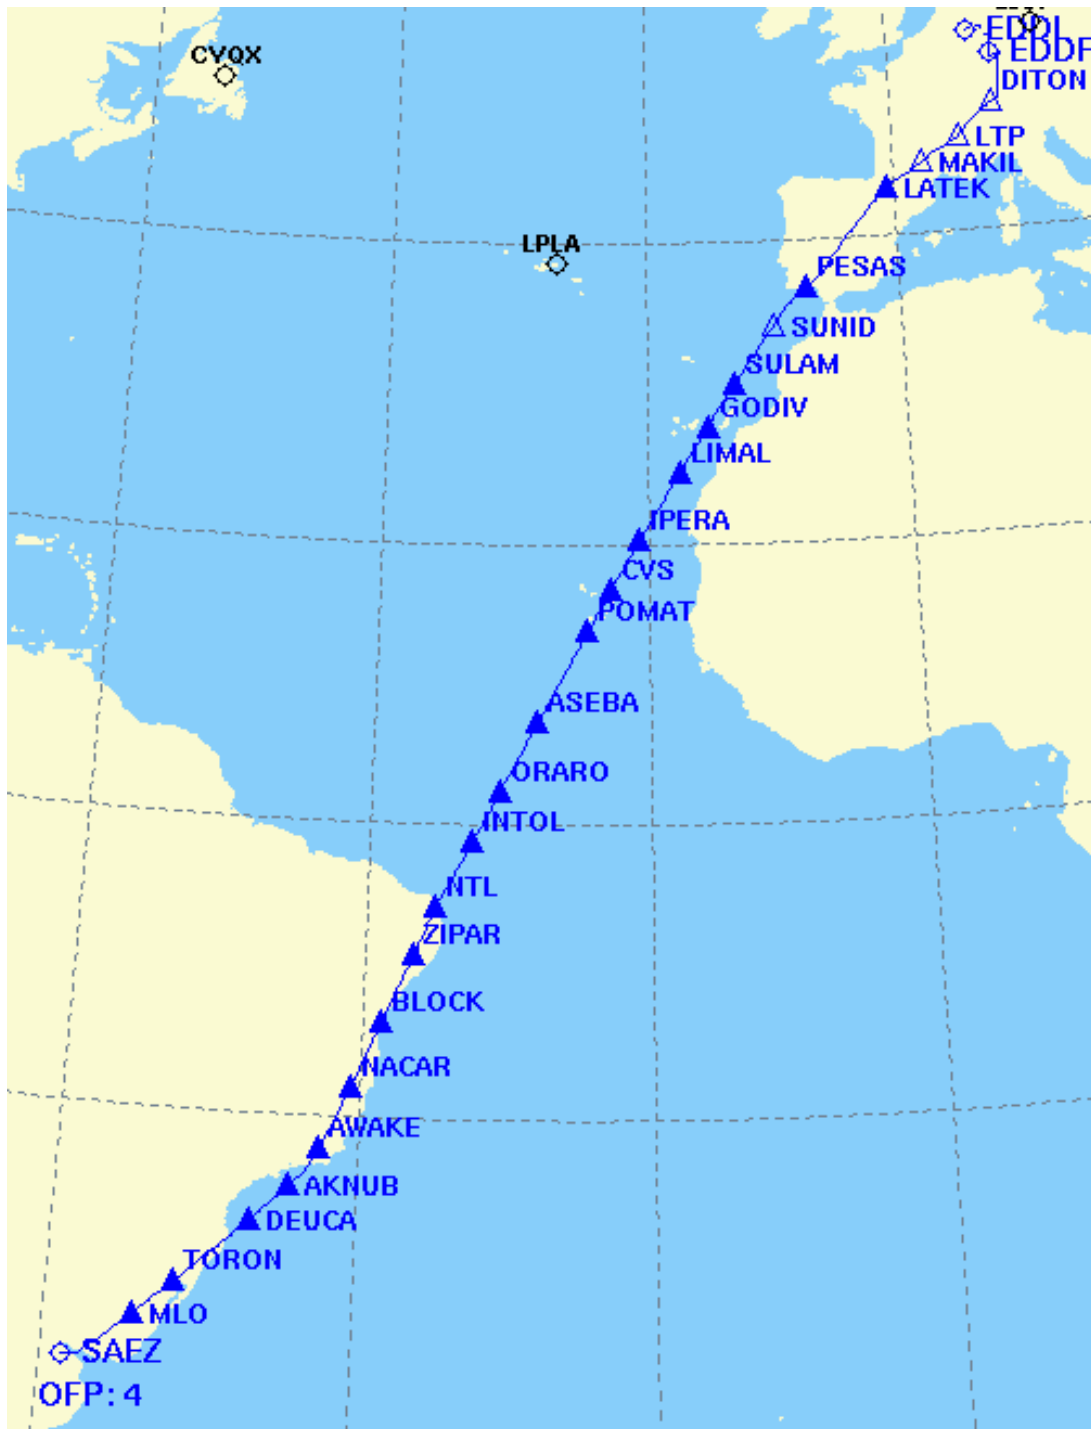 CYQX
EDDL
EDDF
DITON
LTP
MAKIL
LATEK
LPLA
PESAS
SUNID
SULAM
GODIV
LIMAL
IPERA
CVS
POMAT
ASEBA
ORARO
INTOL
NTL
ZIPAR
BLOCK
NACAR
AWAKE
AKNUB
DEUCA
TORON
MLO
SAEZ
OFP: 4